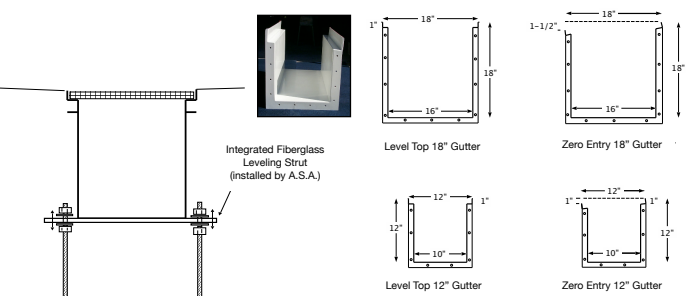 Integrated Fiberglass
Leveling Strut
(installed by A.S.A.)
18"
1"
18"
16"
Level Top 18” Gutter
18"
1-1/2"
18"
16"
Zero Entry 18” Gutter
12"
1"
12"
10"
Level Top 12” Gutter
12"
1"
12"
10"
Zero Entry 12” Gutter